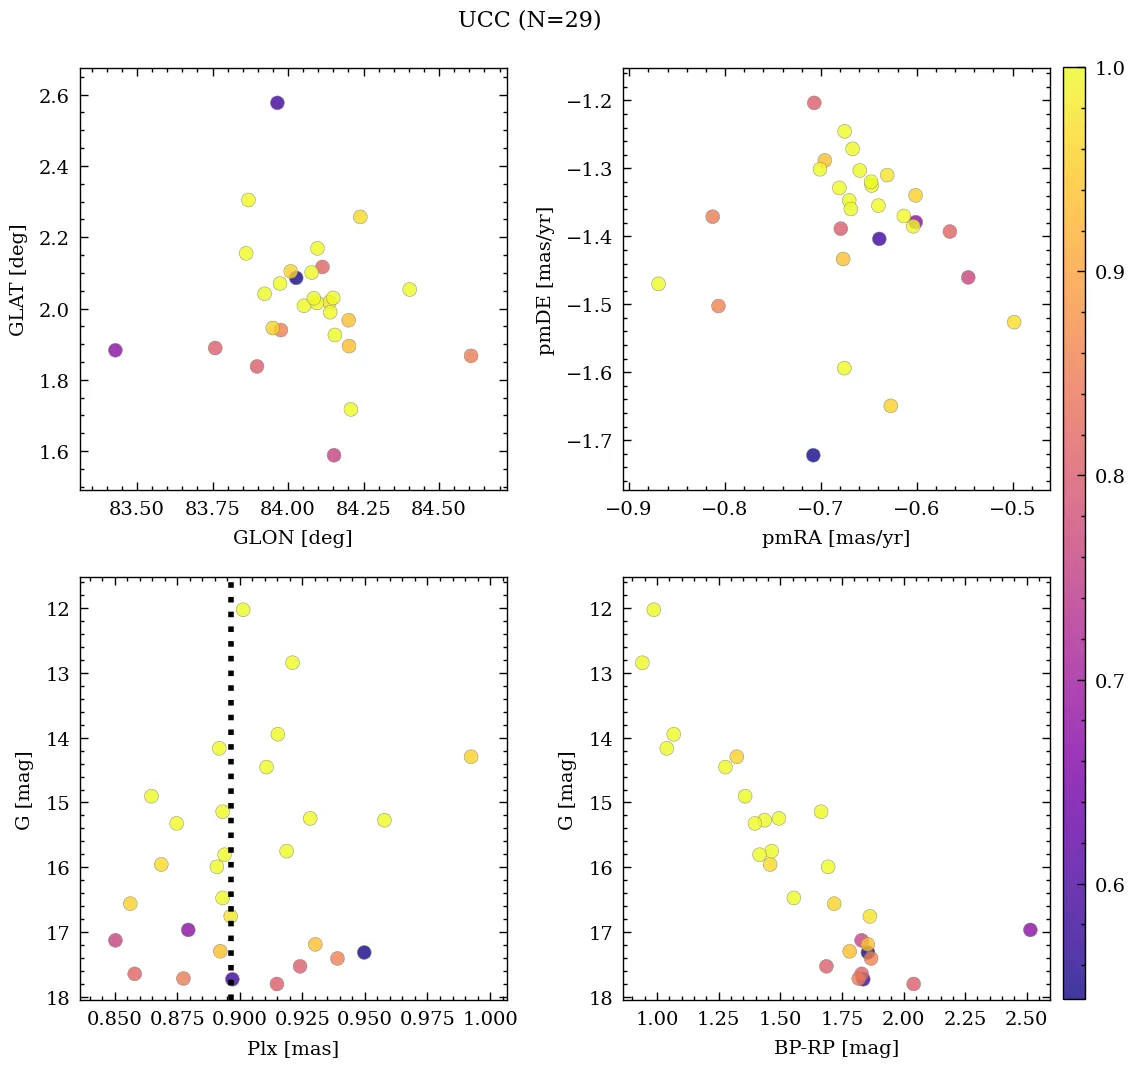 UCC (N=29)
2.6
2.4
2.2
2.0
1.8
1.6
GLAT [deg]
83.50 83.75 84.00 84.25 84.50
GLON [deg]
−1.2
−1.3
−1.4
−1.5
−1.6
−1.7
pmDE [mas/yr]
−0.9 −0.8 −0.7 −0.6 −0.5
pmRA [mas/yr]
1.0
0.9
0.8
0.7
0.6
12
13
14
15
16
17
18
G [mag]
0.850 0.875 0.900 0.925 0.950 0.975 1.000
Plx [mas]
12
13
14
15
16
17
18
G [mag]
1.00 1.25 1.50 1.75 2.00 2.25 2.50
BP-RP [mag]